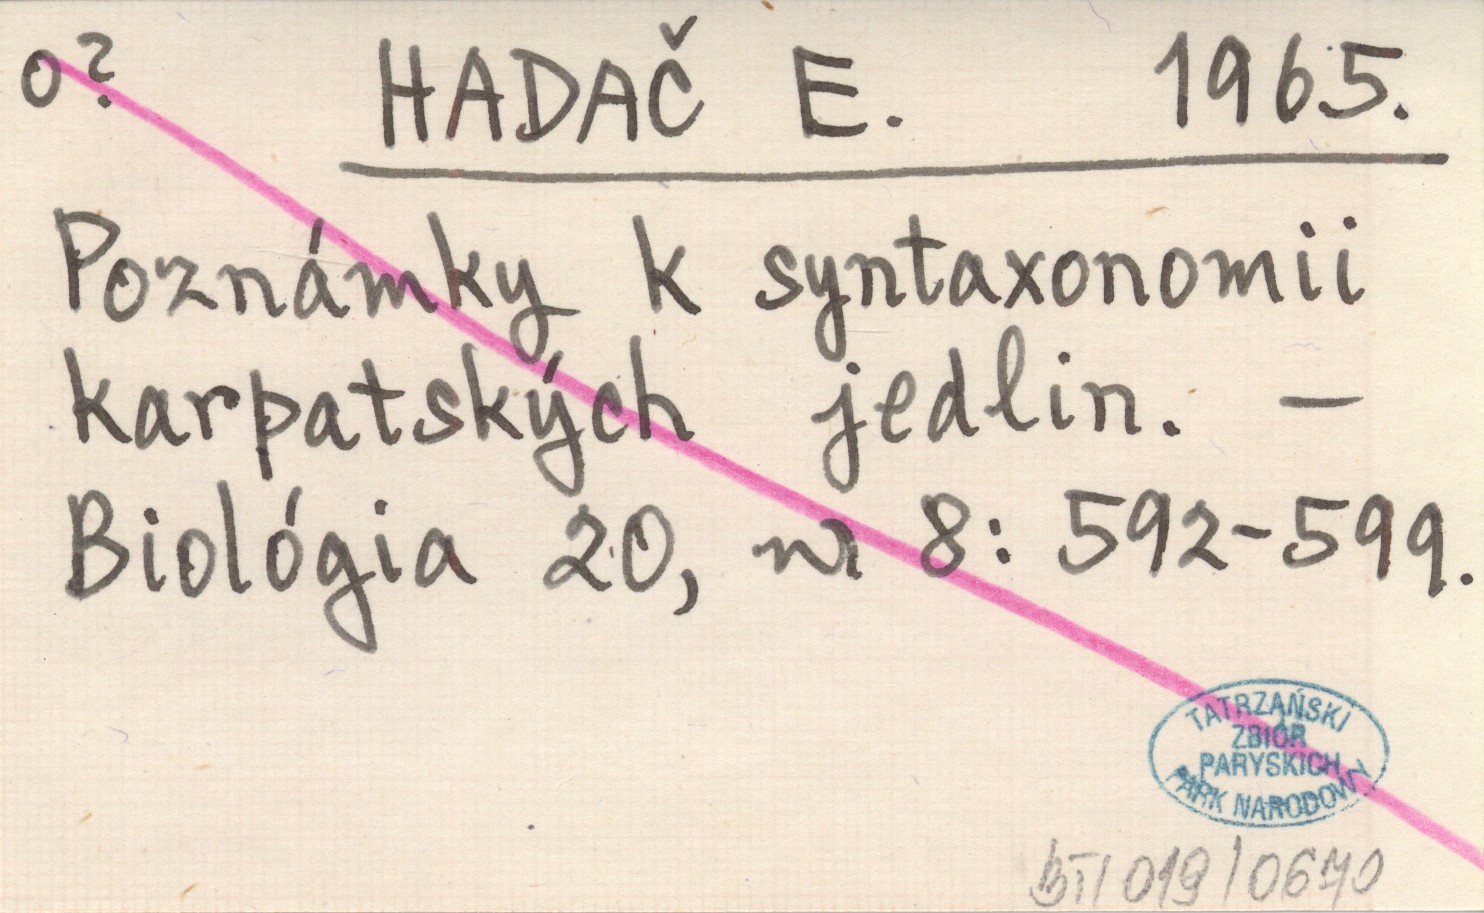 o? HADAČ E. 1965.
Poznámky k syntaxonomii
karpatských jedlin. –
Biológia 20, nr 8: 592-599.
TATRZAŃSKI
ZBIÓR
PARYSKICH
PARK NARODOWY
BT/019/0670